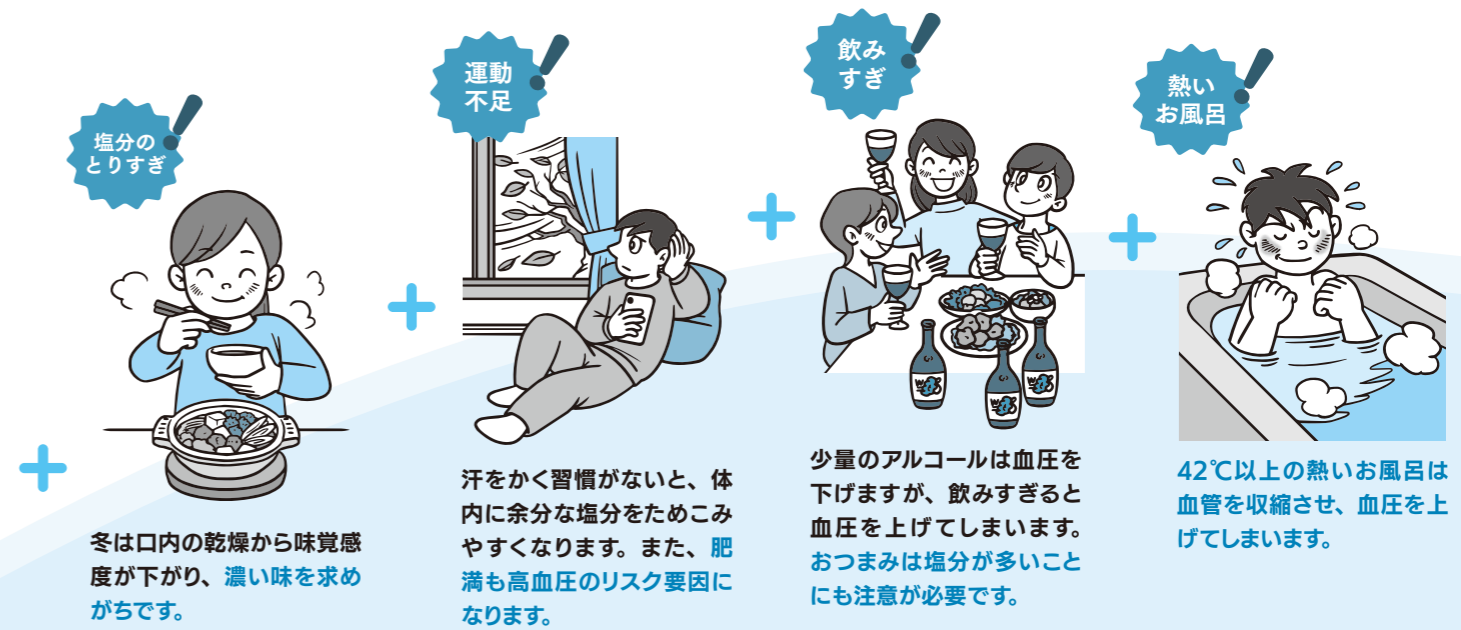 塩分の
とりすぎ
冬は口内の乾燥から味覚感
度が下がり、濃い味を求め
がちです。
運動
不足
汗をかく習慣がないと、体
内に余分な塩分をためこみ
やすくなります。また、肥
満も高血圧のリスク要因に
なります。
飲み
すぎ
少量のアルコールは血圧を
下げますが、飲みすぎると
血圧を上げてしまいます。
おつまみは塩分が多いこと
にも注意が必要です。
熱い
お風呂
42℃以上の熱いお風呂は
血管を収縮させ、血圧を上
げてしまいます。